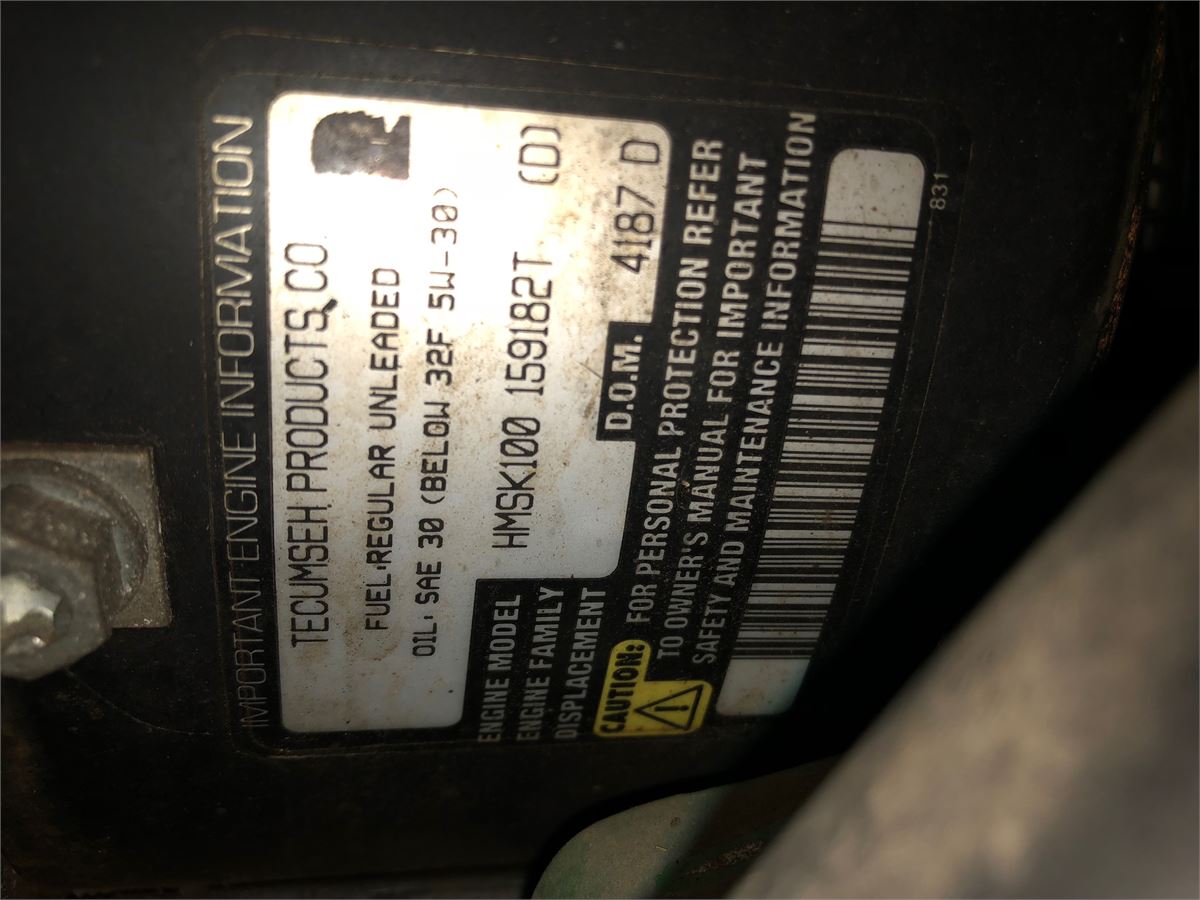 IMPORTANT ENGINE INFORMATION
TECUMSEH PRODUCTS CO
FUEL:REGULAR UNLEADED
OIL: SAE 30 (BELOW 32F 5W-30)
ENGINE MODEL HMSK100 159182T (D)
ENGINE FAMILY
DISPLACEMENT D.O.M. 4187 D
CAUTION: FOR PERSONAL PROTECTION REFER
TO OWNER'S MANUAL FOR IMPORTANT
SAFETY AND MAINTENANCE INFORMATION
831